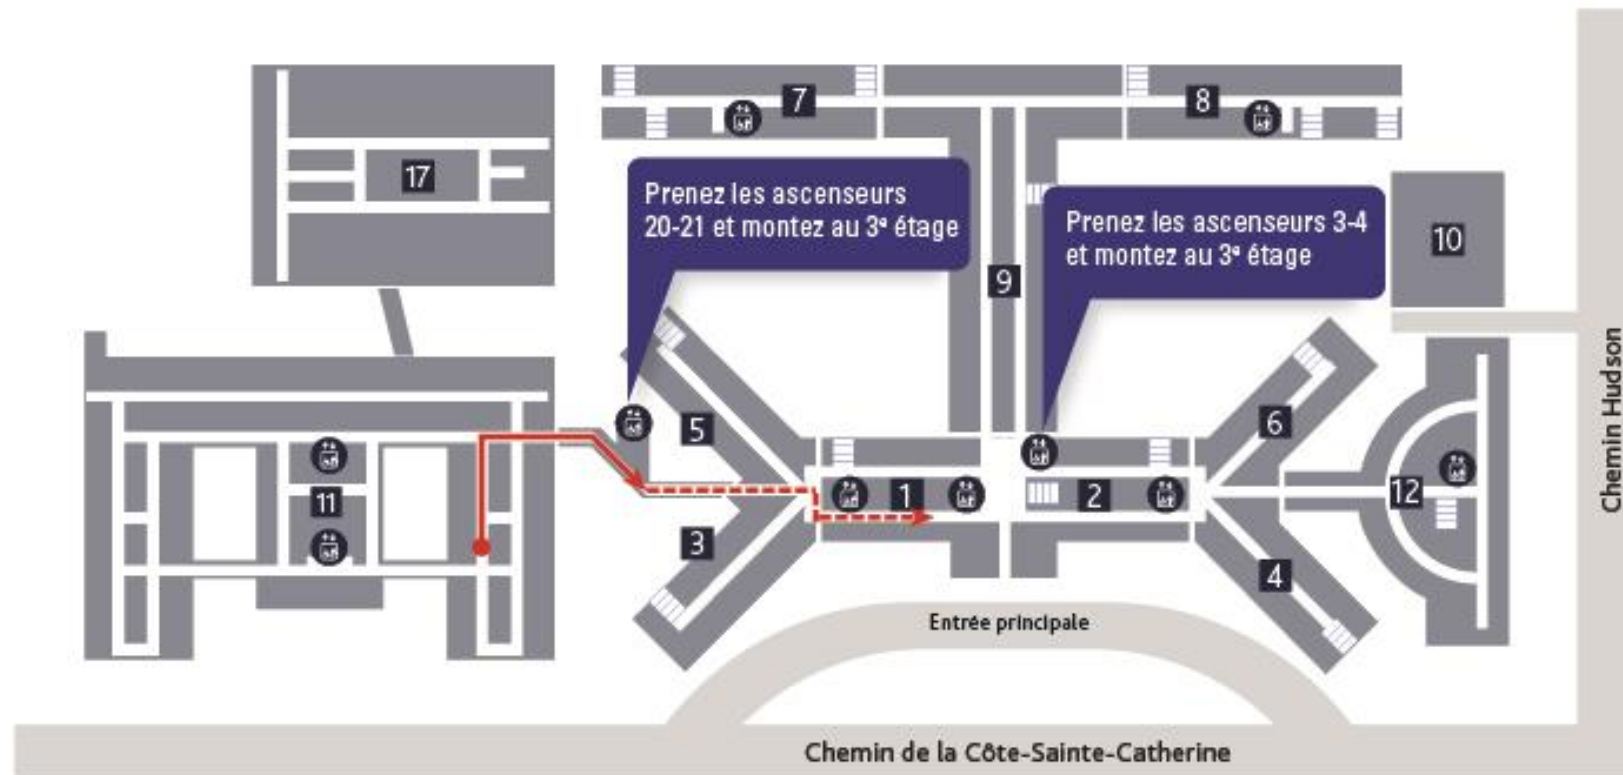 7
8
17
Prenez les ascenseurs
20-21 et montez au 3ᵉ étage
Prenez les ascenseurs 3-4
et montez au 3ᵉ étage
10
9
5
6
11
1
2
12
3
4
Entrée principale
Chemin de la Côte-Sainte-Catherine
Chemin Hudson